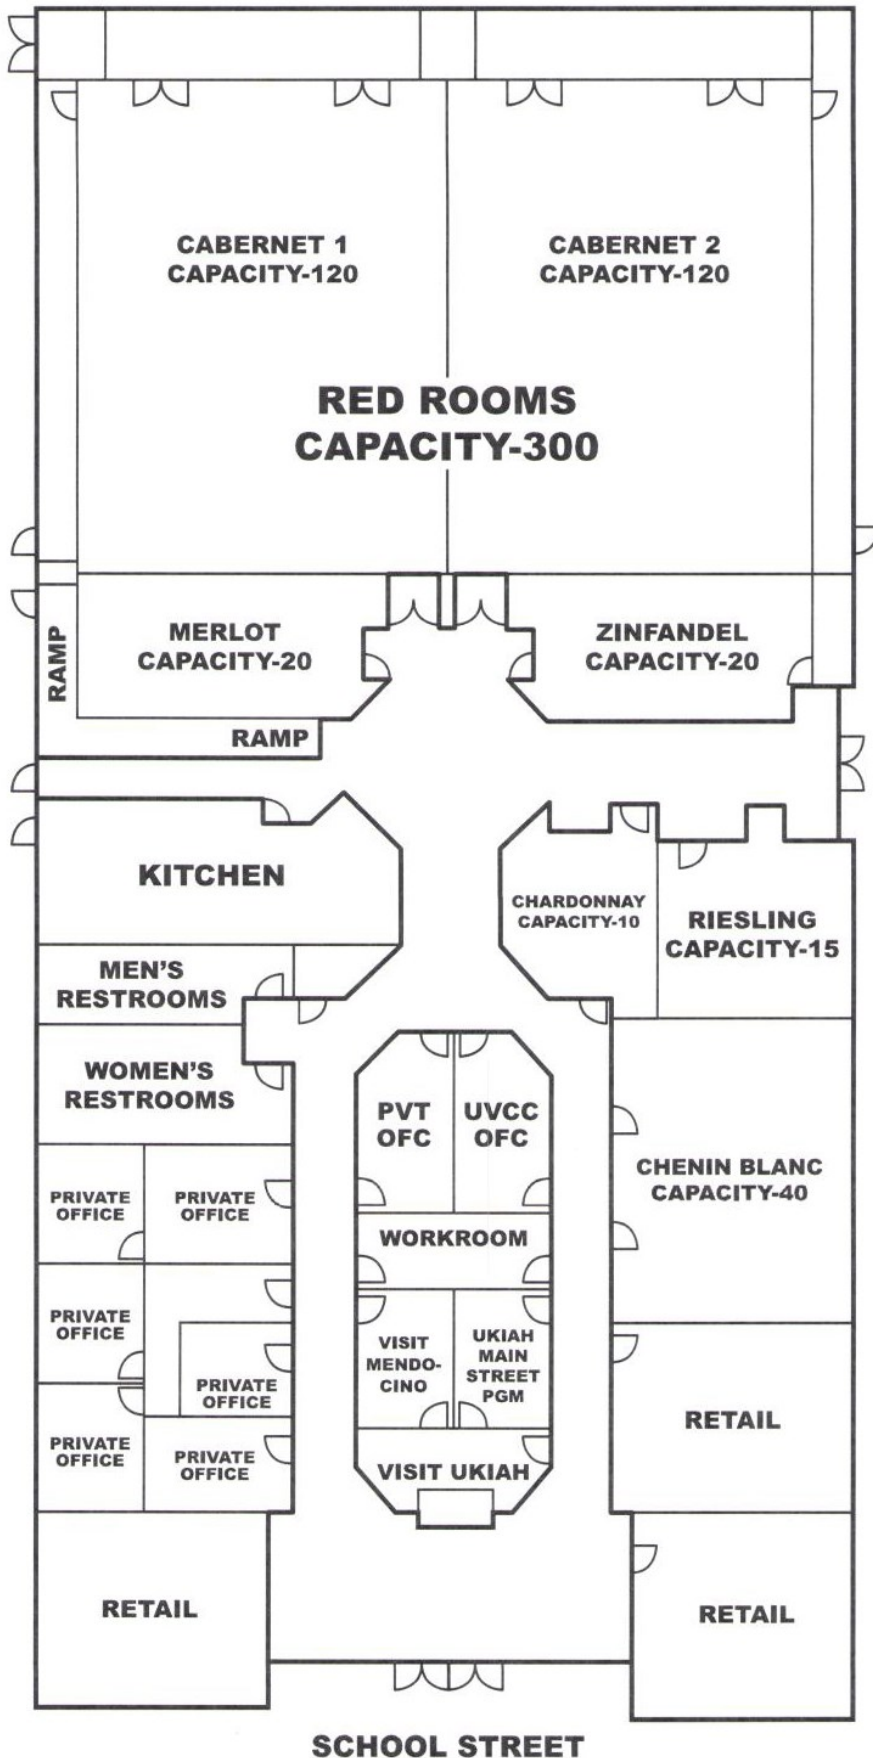 CABERNET 1
CAPACITY-120
CABERNET 2
CAPACITY-120
RED ROOMS
CAPACITY-300
MERLOT
CAPACITY-20
ZINFANDEL
CAPACITY-20
RAMP
RAMP
KITCHEN
CHARDONNAY
CAPACITY-10
RIESLING
CAPACITY-15
MEN'S
RESTROOMS
WOMEN'S
RESTROOMS
PVT
OFC
UVCC
OFC
CHENIN BLANC
CAPACITY-40
PRIVATE
OFFICE
PRIVATE
OFFICE
WORKROOM
PRIVATE
OFFICE
VISIT
MENDO-
CINO
UKIAH
MAIN
STREET
PGM
PRIVATE
OFFICE
RETAIL
PRIVATE
OFFICE
PRIVATE
OFFICE
VISIT UKIAH
RETAIL
RETAIL
SCHOOL STREET